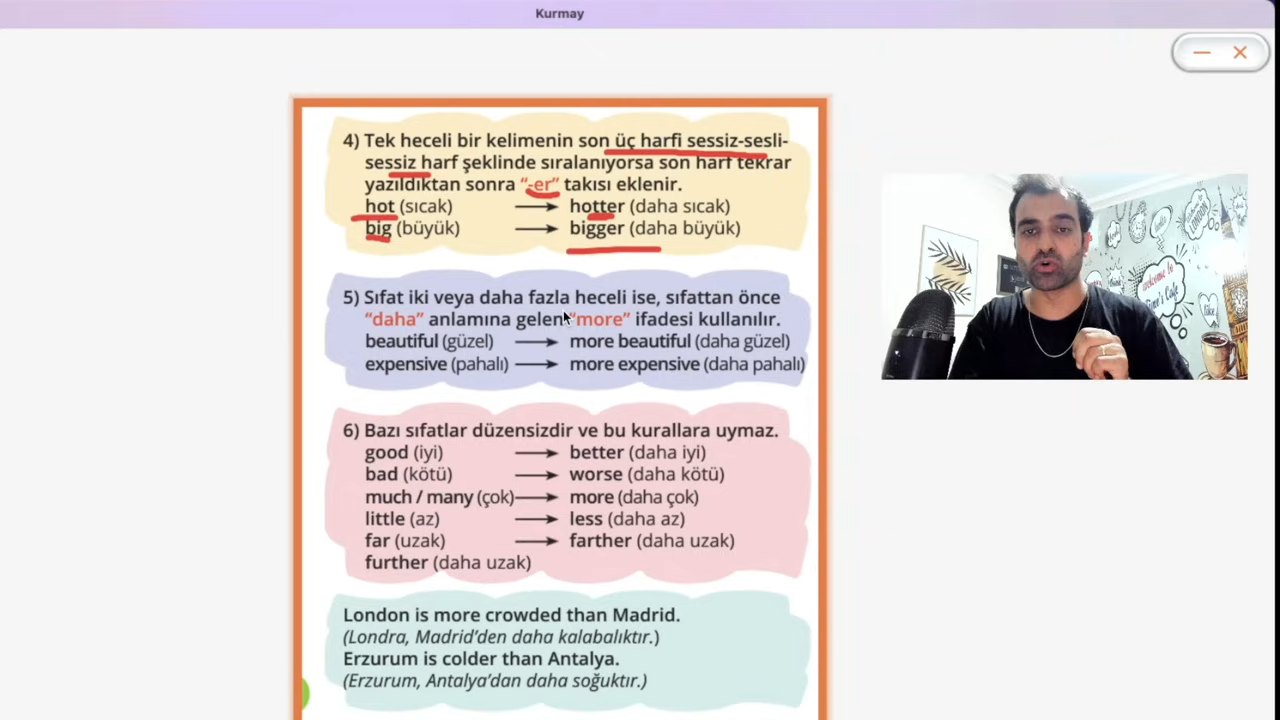 Kurmay
4) Tek heceli bir kelimenin son üç harfi sessiz-sesli-
sessiz harf şeklinde sıralanıyorsa son harf tekrar
yazıldıktan sonra “-er” takısı eklenir.
hot (sıcak) → hotter (daha sıcak)
big (büyük) → bigger (daha büyük)
5) Sıfat iki veya daha fazla heceli ise, sıfattan önce
“daha” anlamına gelen “more” ifadesi kullanılır.
beautiful (güzel) → more beautiful (daha güzel)
expensive (pahalı) → more expensive (daha pahalı)
6) Bazı sıfatlar düzensizdir ve bu kurallara uymaz.
good (iyi) → better (daha iyi)
bad (kötü) → worse (daha kötü)
much / many (çok) → more (daha çok)
little (az) → less (daha az)
far (uzak) → farther (daha uzak)
further (daha uzak)
London is more crowded than Madrid.
(Londra, Madrid’den daha kalabalıktır.)
Erzurum is colder than Antalya.
(Erzurum, Antalya’dan daha soğuktır.)
welcome to
Cafe
like